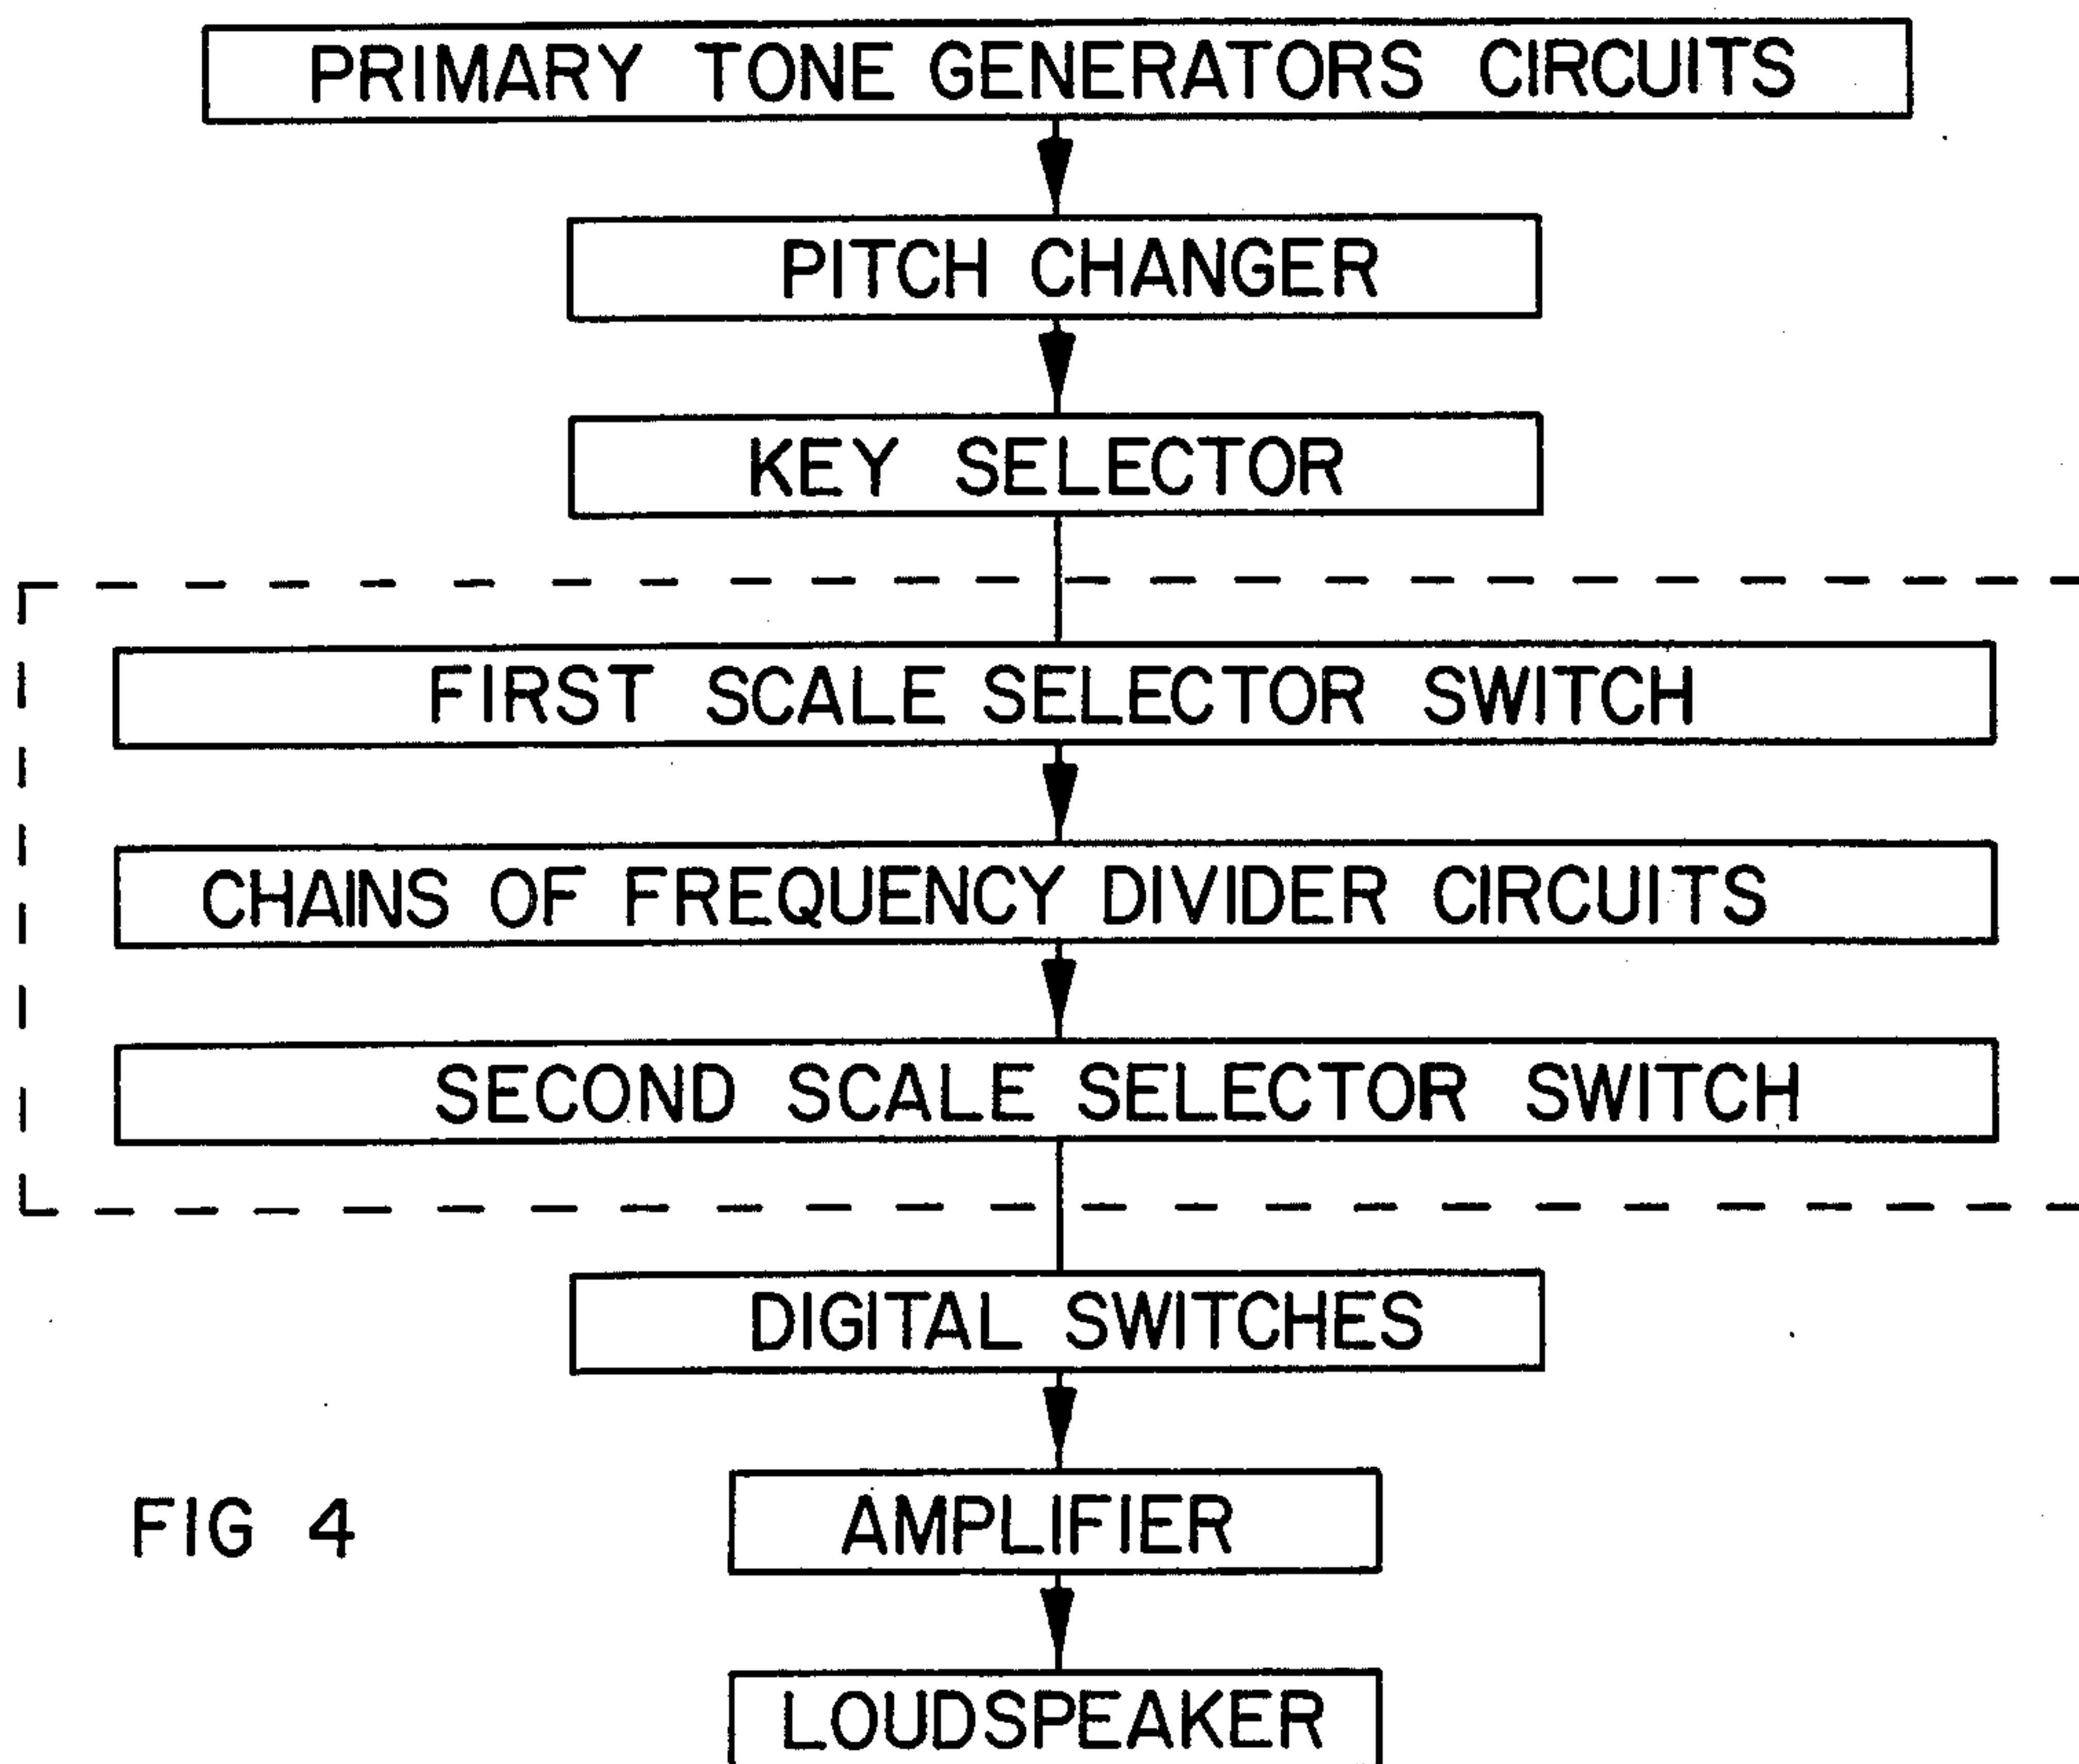 PRIMARY TONE GENERATORS CIRCUITS
PITCH CHANGER
KEY SELECTOR
FIRST SCALE SELECTOR SWITCH
CHAINS OF FREQUENCY DIVIDER CIRCUITS
SECOND SCALE SELECTOR SWITCH
DIGITAL SWITCHES
AMPLIFIER
FIG 4
LOUDSPEAKER